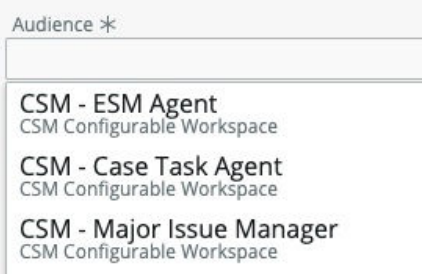 Audience *
CSM - ESM Agent
CSM Configurable Workspace
CSM - Case Task Agent
CSM Configurable Workspace
CSM - Major Issue Manager
CSM Configurable Workspace